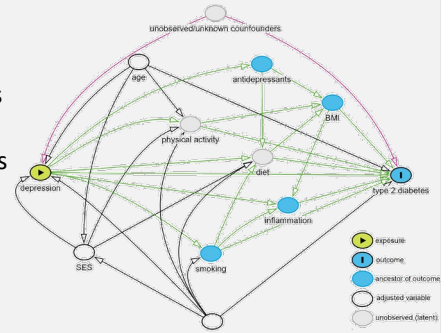 unobserved/unknown counfounders
age
antidepressants
s
BMI
physical activity
s
diet
depression
type 2 diabetes
inflammation
exposure
outcome
SES
smoking
ancestor of outcome
adjusted variable
unobserved (latent)